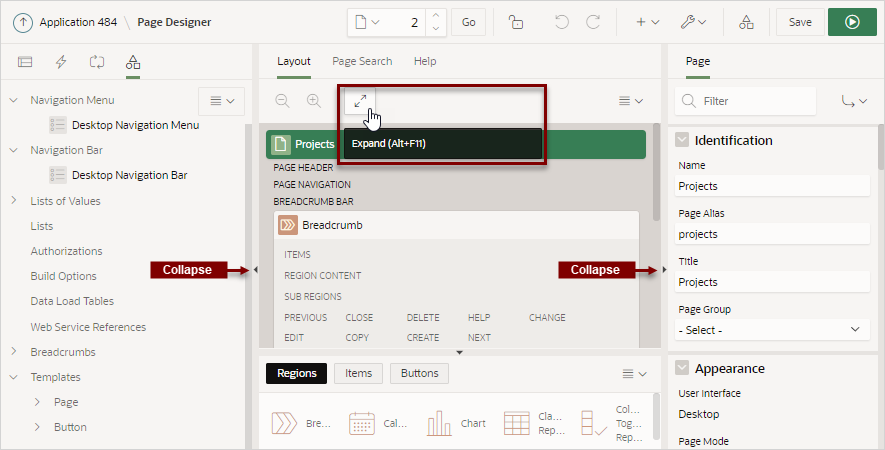 Application 484 \ Page Designer
2
Go
Save
Navigation Menu
Desktop Navigation Menu
Navigation Bar
Desktop Navigation Bar
Lists of Values
Lists
Authorizations
Build Options
Data Load Tables
Web Service References
Breadcrumbs
Templates
Page
Button
Collapse
Layout Page Search Help
Expand (Alt+F11)
Projects
PAGE HEADER
PAGE NAVIGATION
BREADCRUMB BAR
Breadcrumb
ITEMS
REGION CONTENT
SUB REGIONS
PREVIOUS CLOSE DELETE HELP CHANGE
EDIT COPY CREATE NEXT
Collapse
Regions Items Buttons
Bre... Cal... Chart Cla... Col...
Rep... Tog...
Rep...
Page
Filter
Identification
Name
Projects
Page Alias
projects
Title
Projects
Page Group
- Select -
Appearance
User Interface
Desktop
Page Mode